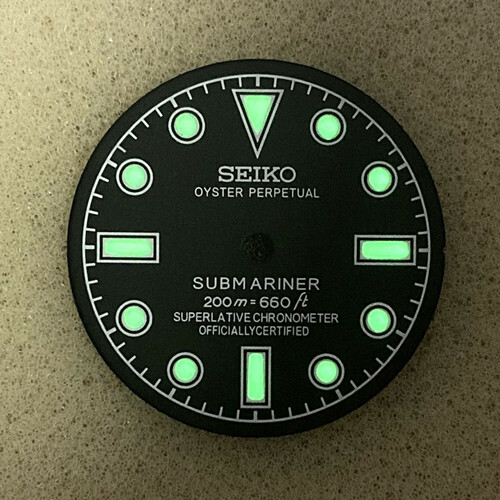 SEIKO
OYSTER PERPETUAL
SUBMARINER
200m=660ft
SUPERLATIVE CHRONOMETER
OFFICIALLYCERTIFIED